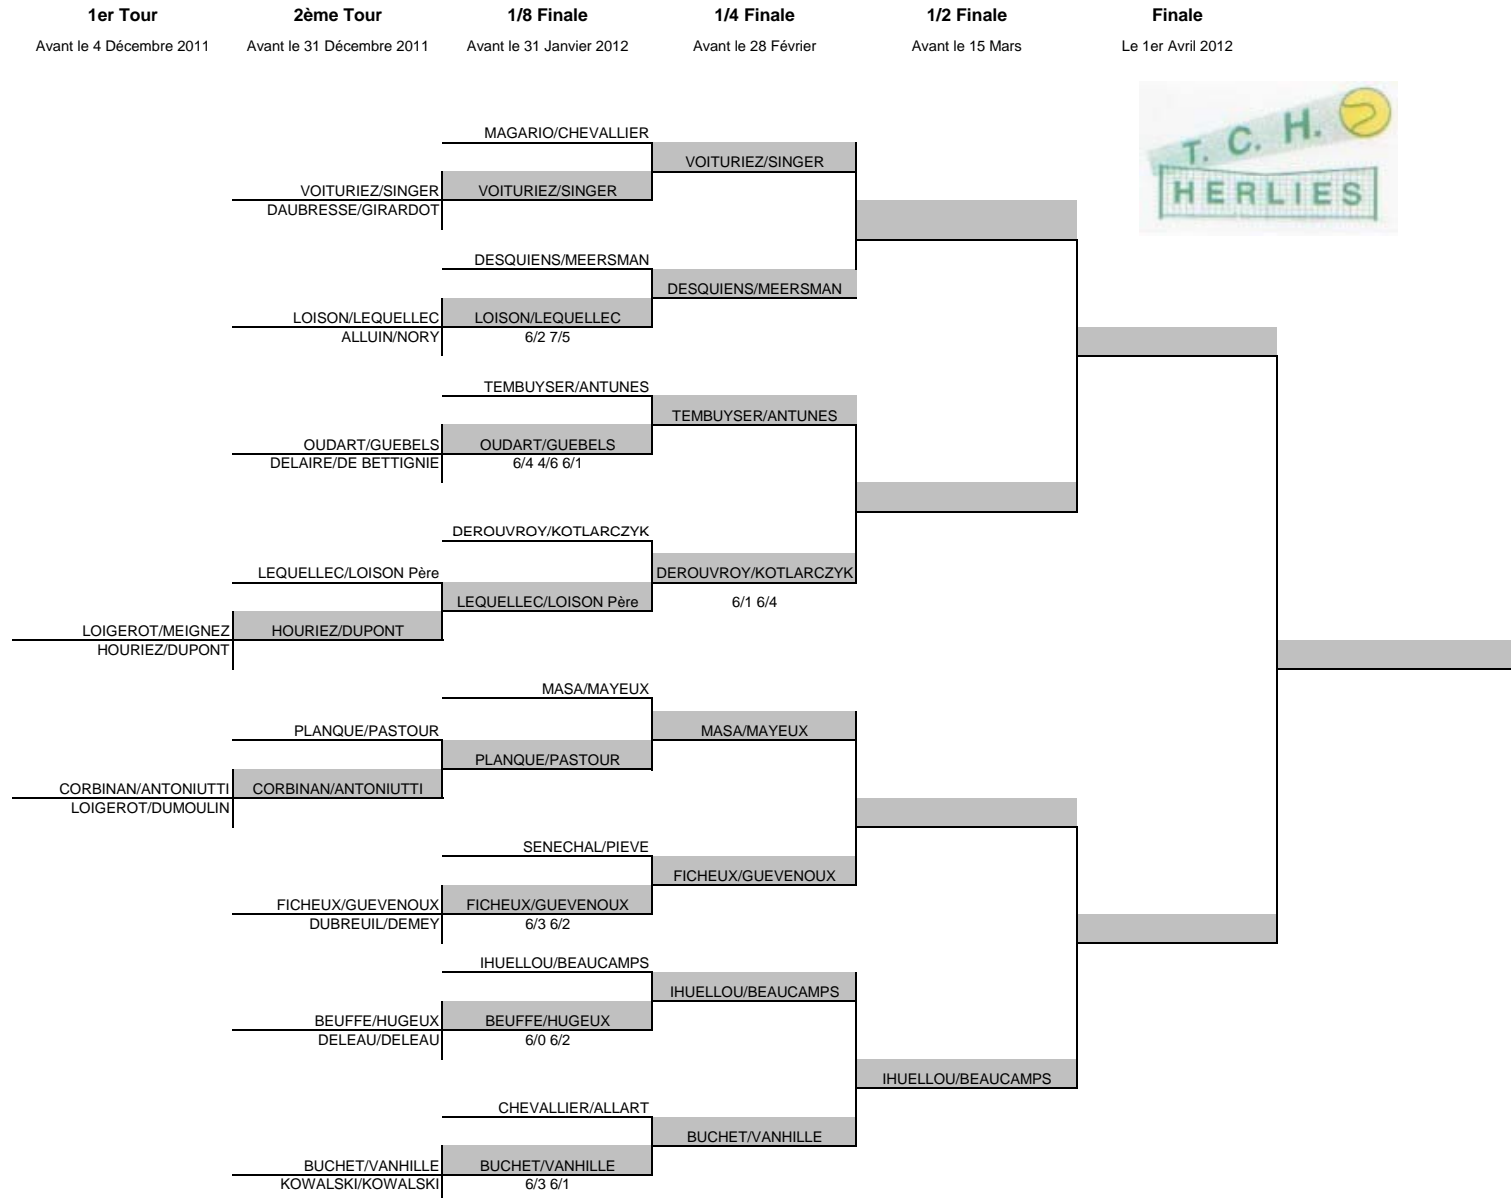 1er Tour 2ème Tour 1/8 Finale 1/4 Finale 1/2 Finale Finale
Avant le 4 Décembre 2011 Avant le 31 Décembre 2011 Avant le 31 Janvier 2012 Avant le 28 Février Avant le 15 Mars Le 1er Avril 2012
T. C. H.
HERLIES
MAGARIO/CHEVALLIER
VOITURIEZ/SINGER
VOITURIEZ/SINGER VOITURIEZ/SINGER
DAUBRESSE/GIRARDOT
DESQUIENS/MEERSMAN
DESQUIENS/MEERSMAN
LOISON/LEQUELLEC LOISON/LEQUELLEC
ALLUIN/NORY 6/2 7/5
TEMBUYSER/ANTUNES
TEMBUYSER/ANTUNES
OUDART/GUEBELS OUDART/GUEBELS
DELAIRE/DE BETTIGNIE 6/4 4/6 6/1
DEROUVROY/KOTLARCZYK
LEQUELLEC/LOISON Père DEROUVROY/KOTLARCZYK
LEQUELLEC/LOISON Père 6/1 6/4
LOIGEROT/MEIGNEZ HOURIEZ/DUPONT
HOURIEZ/DUPONT
MASA/MAYEUX
PLANQUE/PASTOUR MASA/MAYEUX
PLANQUE/PASTOUR
CORBINAN/ANTONIUTTI CORBINAN/ANTONIUTTI
LOIGEROT/DUMOULIN
SENECHAL/PIEVE
FICHEUX/GUEVENOUX
FICHEUX/GUEVENOUX FICHEUX/GUEVENOUX
DUBREUIL/DEMEY 6/3 6/2
IHUELLOU/BEAUCAMPS
IHUELLOU/BEAUCAMPS
BEUFFE/HUGEUX BEUFFE/HUGEUX
DELEAU/DELEAU 6/0 6/2
IHUELLOU/BEAUCAMPS
CHEVALLIER/ALLART
BUCHET/VANHILLE
BUCHET/VANHILLE BUCHET/VANHILLE
KOWALSKI/KOWALSKI 6/3 6/1